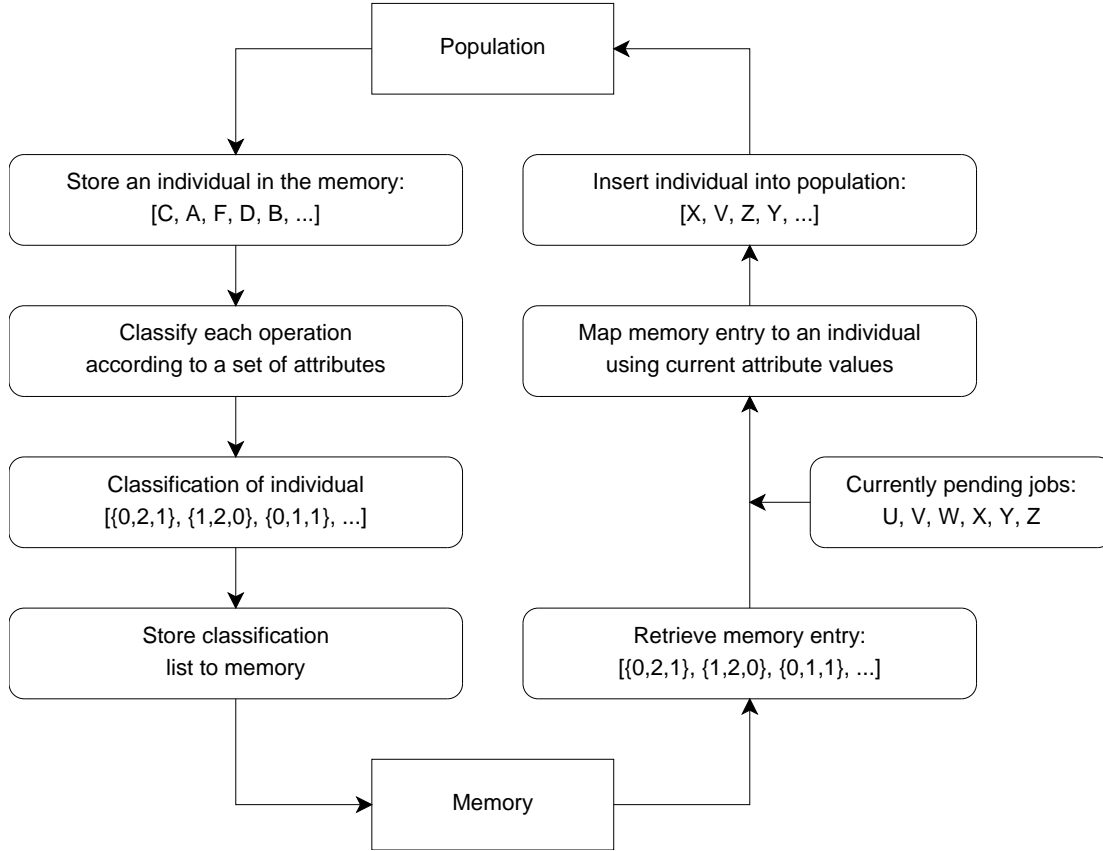 Population
Store an individual in the memory:
[C, A, F, D, B, ...]
Classify each operation
according to a set of attributes
Classification of individual
[{0,2,1}, {1,2,0}, {0,1,1}, ...]
Store classification
list to memory
Memory
Retrieve memory entry:
[{0,2,1}, {1,2,0}, {0,1,1}, ...]
Currently pending jobs:
U, V, W, X, Y, Z
Map memory entry to an individual
using current attribute values
Insert individual into population:
[X, V, Z, Y, ...]